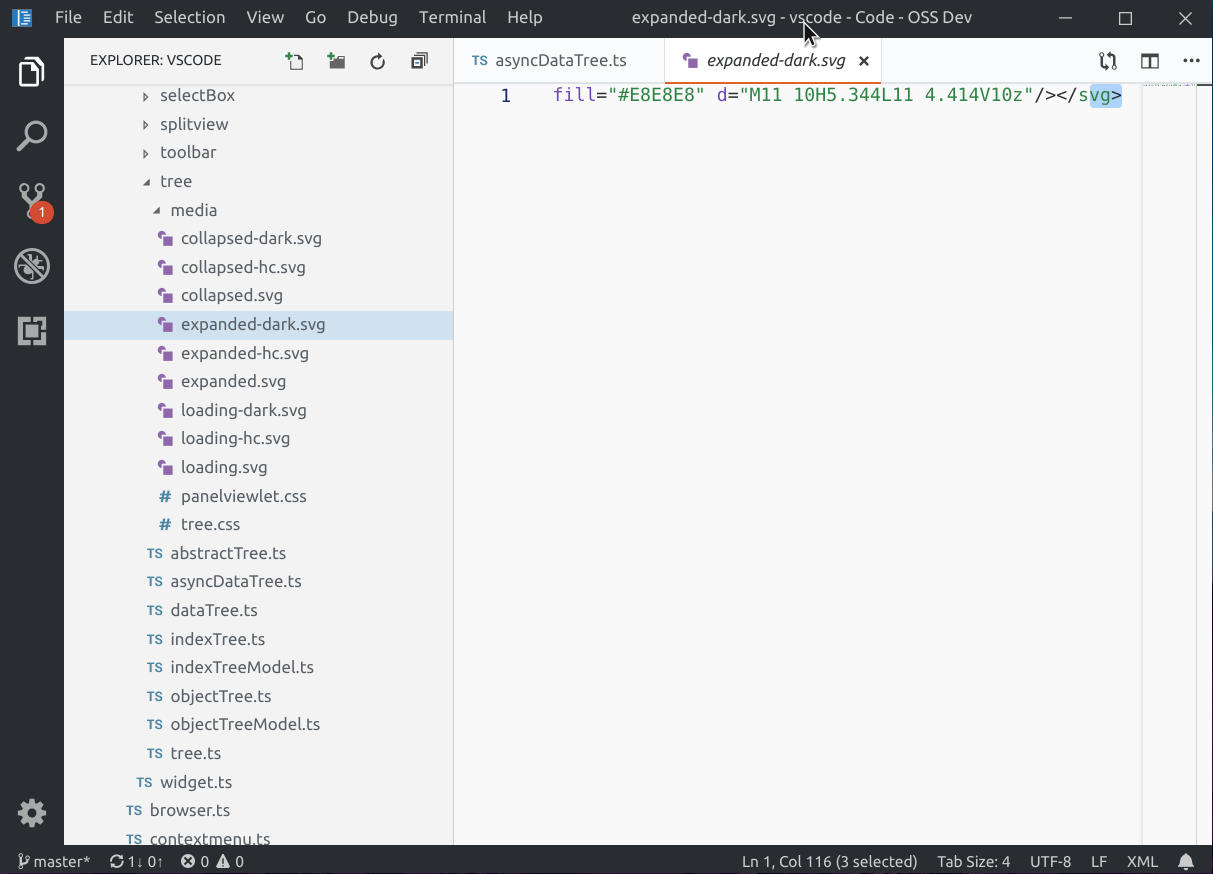 File Edit Selection View Go Debug Terminal Help expanded-dark.svg - vscode - Code - OSS Dev
EXPLORER: VSCODE
TS asyncDataTree.ts expanded-dark.svg
selectBox
splitview
toolbar
tree
media
collapsed-dark.svg
collapsed-hc.svg
collapsed.svg
expanded-dark.svg
expanded-hc.svg
expanded.svg
loading-dark.svg
loading-hc.svg
loading.svg
# panelviewlet.css
# tree.css
TS abstractTree.ts
TS asyncDataTree.ts
TS dataTree.ts
TS indexTree.ts
TS indexTreeModel.ts
TS objectTree.ts
TS objectTreeModel.ts
TS tree.ts
TS widget.ts
TS browser.ts
TS contextmenu.ts
1 fill="#E8E8E8" d="M11 10H5.344L11 4.414V10z"/></svg>
1
master* 1↓ 0↑ 0 0 Ln 1, Col 116 (3 selected) Tab Size: 4 UTF-8 LF XML